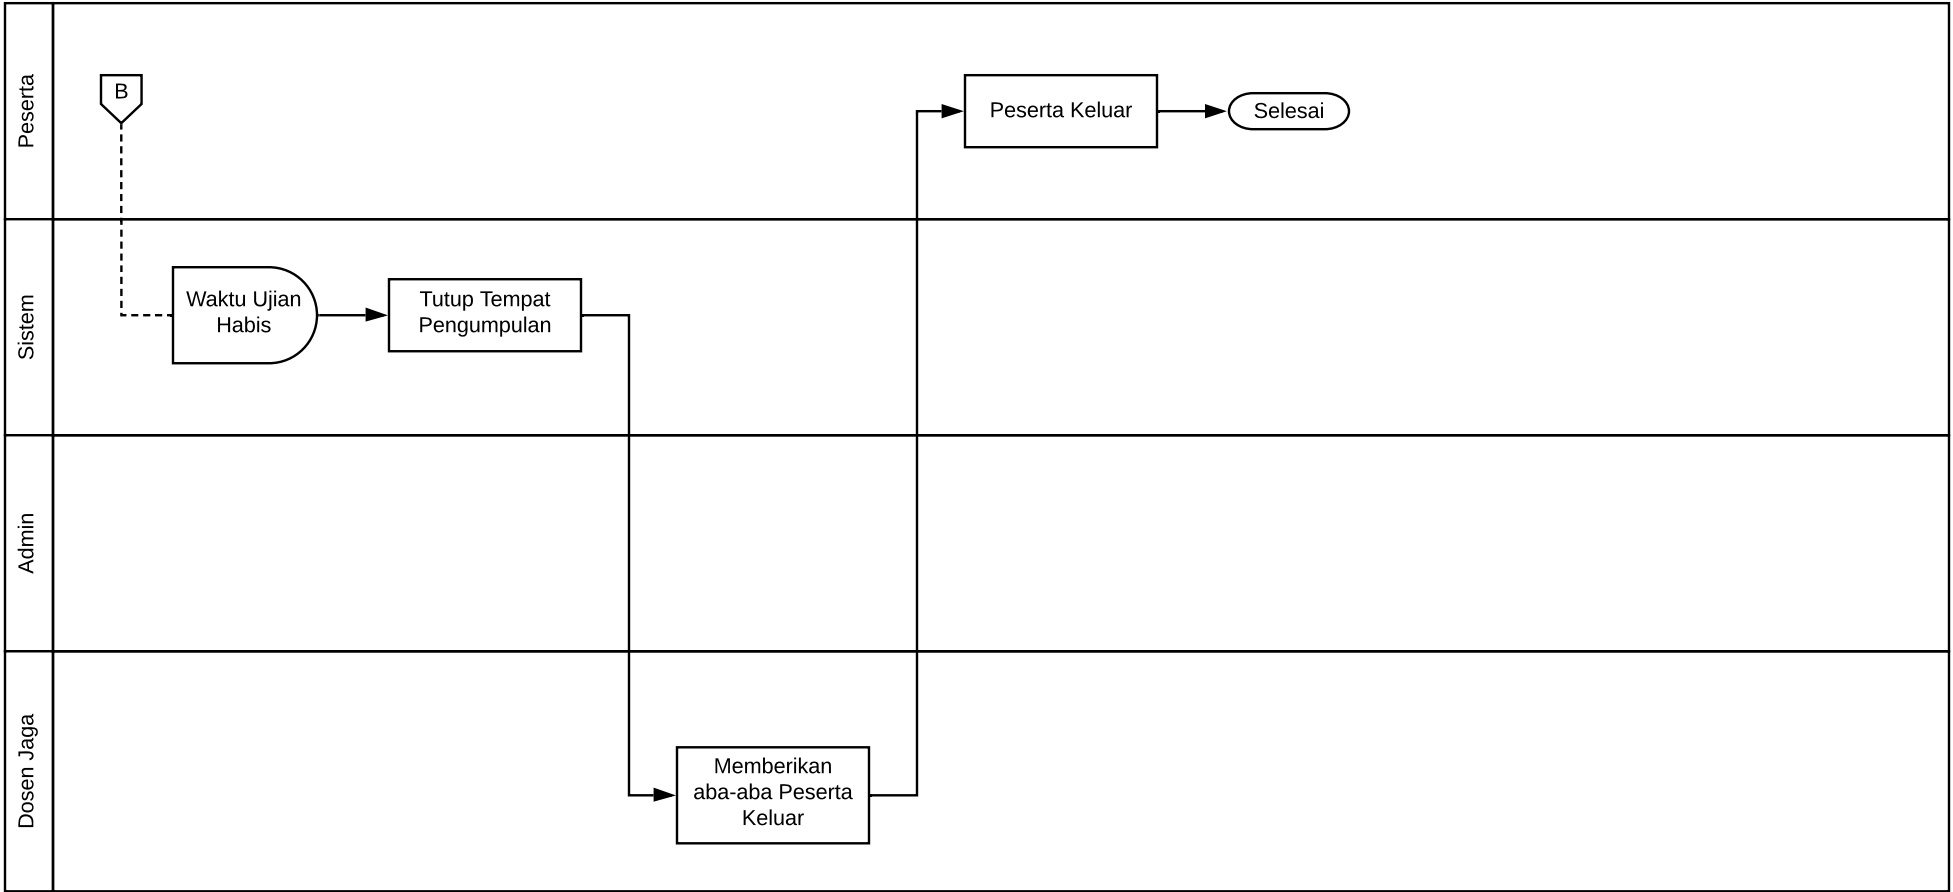 Peserta
B
Peserta Keluar
Selesai
Sistem
Waktu Ujian
Habis
Tutup Tempat
Pengumpulan
Admin
Dosen Jaga
Memberikan
aba-aba Peserta
Keluar